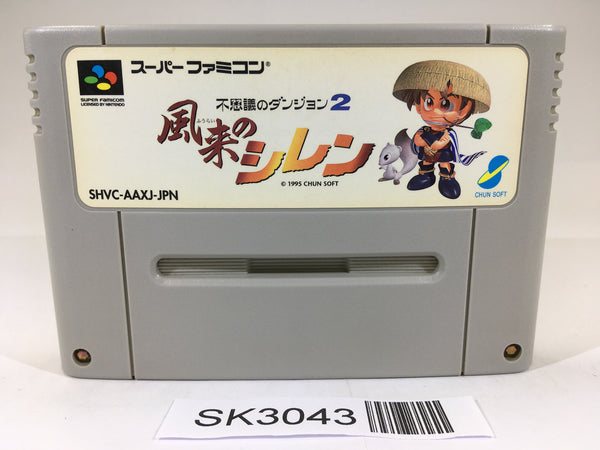 スーパーファミコン®
SUPER FAMICOM
LICENSED BY NINTENDO
不思議のダンジョン2
風来のシレン
ふうらい
© 1995 CHUN SOFT
SHVC-AAXJ-JPN
CHUN SOFT
SK3043